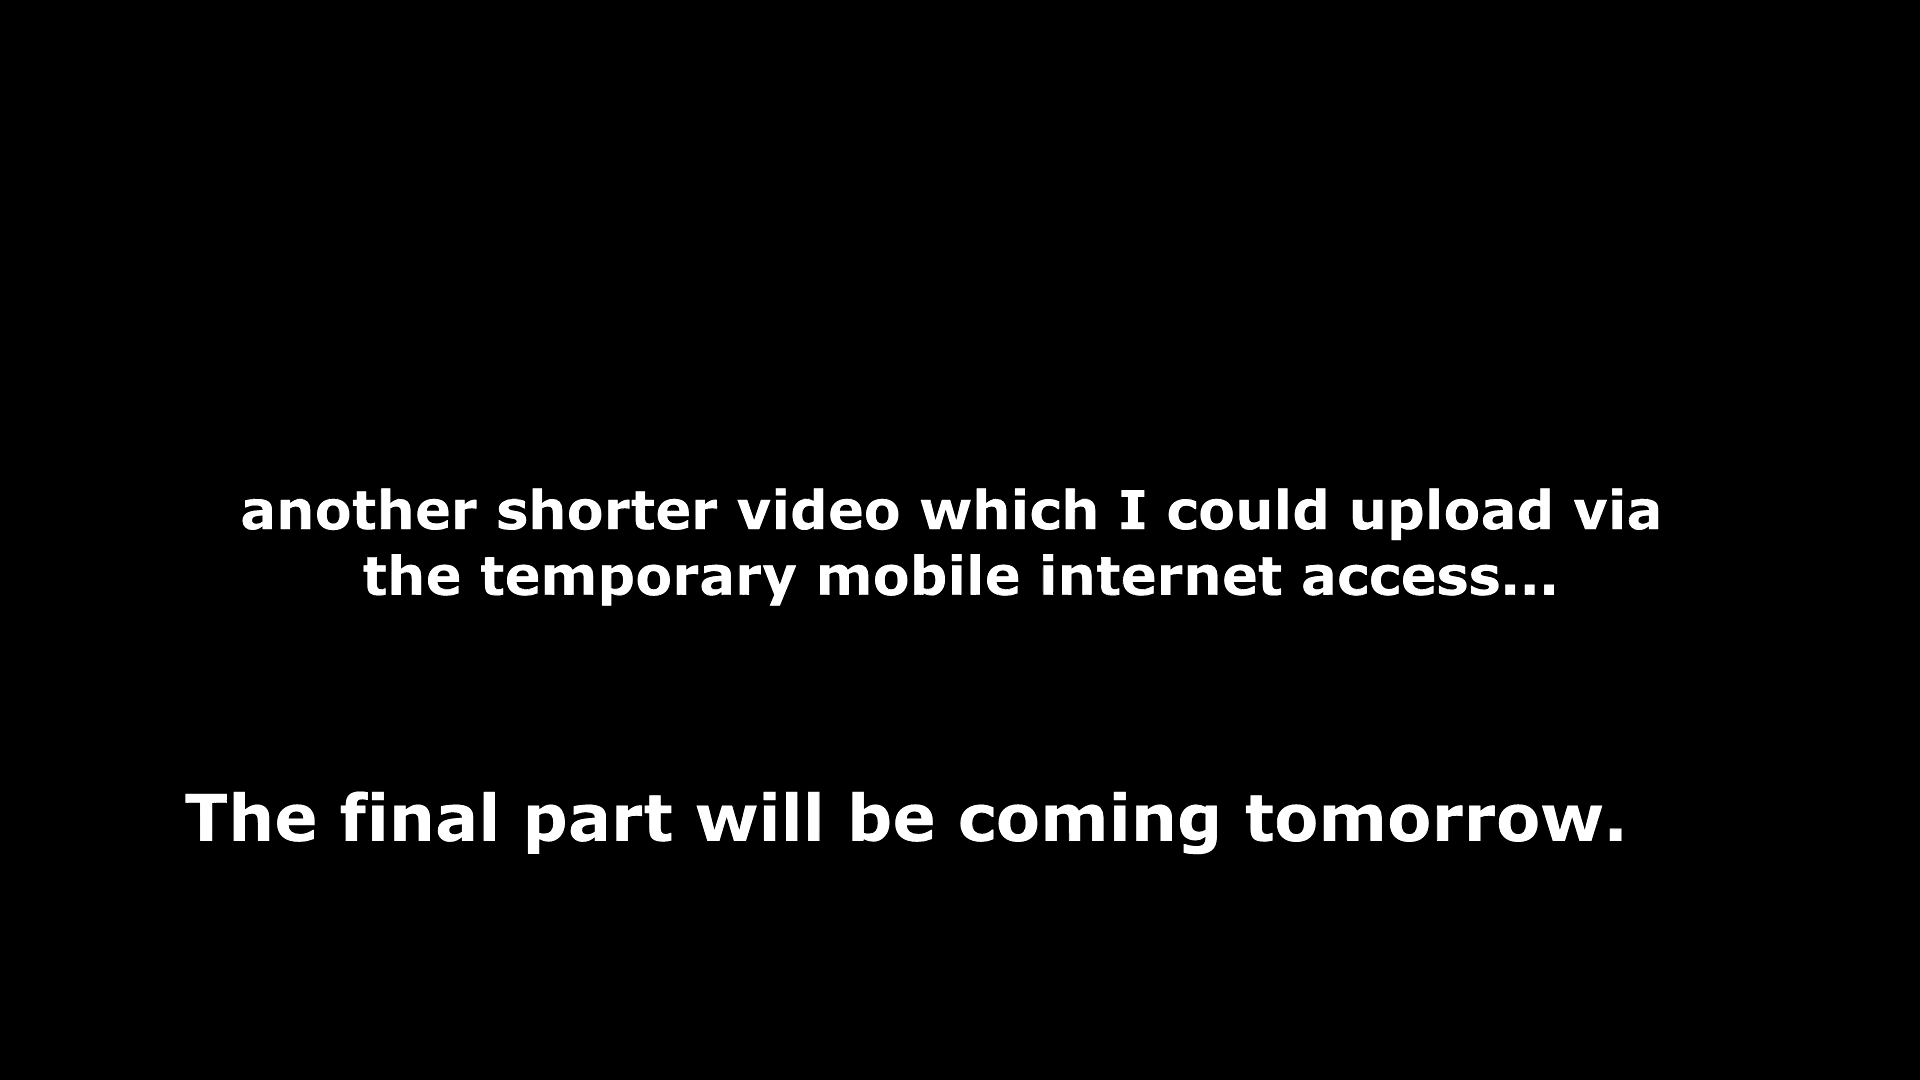 another shorter video which I could upload via
the temporary mobile internet access...
The final part will be coming tomorrow.